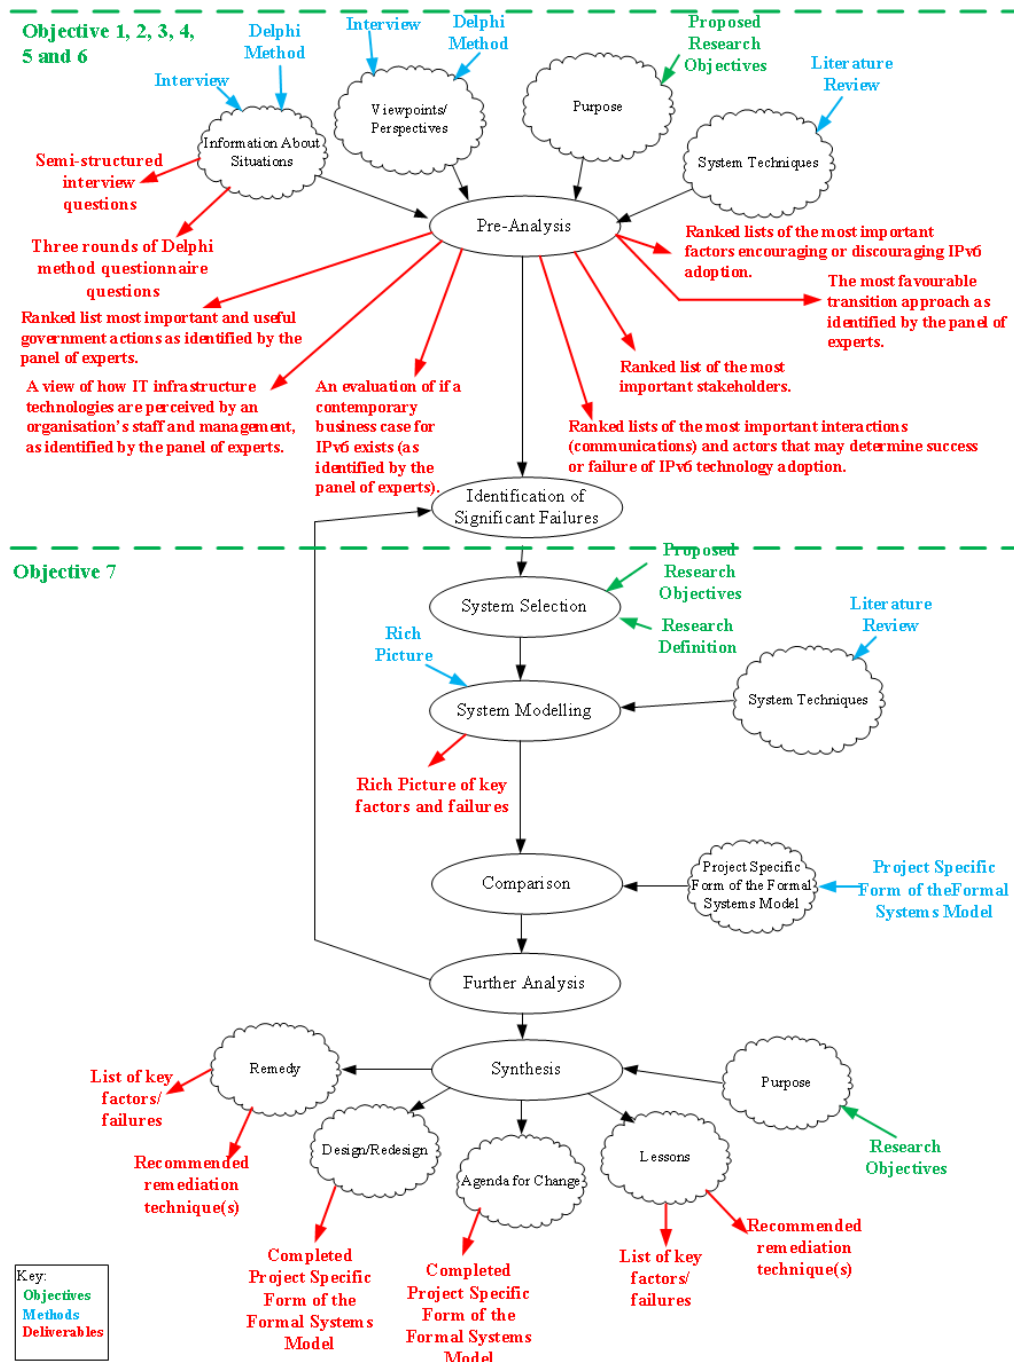 Objective 1, 2, 3, 4,
5 and 6
Interview
Delphi
Method
Interview
Delphi
Method
Proposed
Research
Objectives
Literature
Review
Information About
Situations
Viewpoints/
Perspectives
Purpose
System Techniques
Semi-structured
interview
questions
Three rounds of Delphi
method questionnaire
questions
Pre-Analysis
Ranked lists of the most important
factors encouraging or discouraging IPv6
adoption.
The most favourable
transition approach as
identified by the panel of
experts.
Ranked list most important and useful
government actions as identified by the
panel of experts.
A view of how IT infrastructure
technologies are perceived by an
organisation's staff and management,
as identified by the panel of experts.
An evaluation of if a
contemporary
business case for
IPv6 exists (as
identified by the
panel of experts).
Ranked list of the most
important stakeholders.
Ranked lists of the most important interactions
(communications) and actors that may determine success
or failure of IPv6 technology adoption.
Identification of
Significant Failures
Objective 7
Proposed
Research
Objectives
System Selection
Research
Definition
Literature
Review
Rich
Picture
System Modelling
System Techniques
Rich Picture of key
factors and failures
Comparison
Project Specific
Form of the Formal
Systems Model
Project Specific
Form of theFormal
Systems Model
Further Analysis
Synthesis
Remedy
Purpose
List of key
factors/
failures
Recommended
remediation
technique(s)
Design/Redesign
Agenda for Change
Lessons
Research
Objectives
Completed
Project Specific
Form of the
Formal Systems
Model
Completed
Project Specific
Form of the
Formal Systems
Model
List of key
factors/
failures
Recommended
remediation
technique(s)
Key:
Objectives
Methods
Deliverables